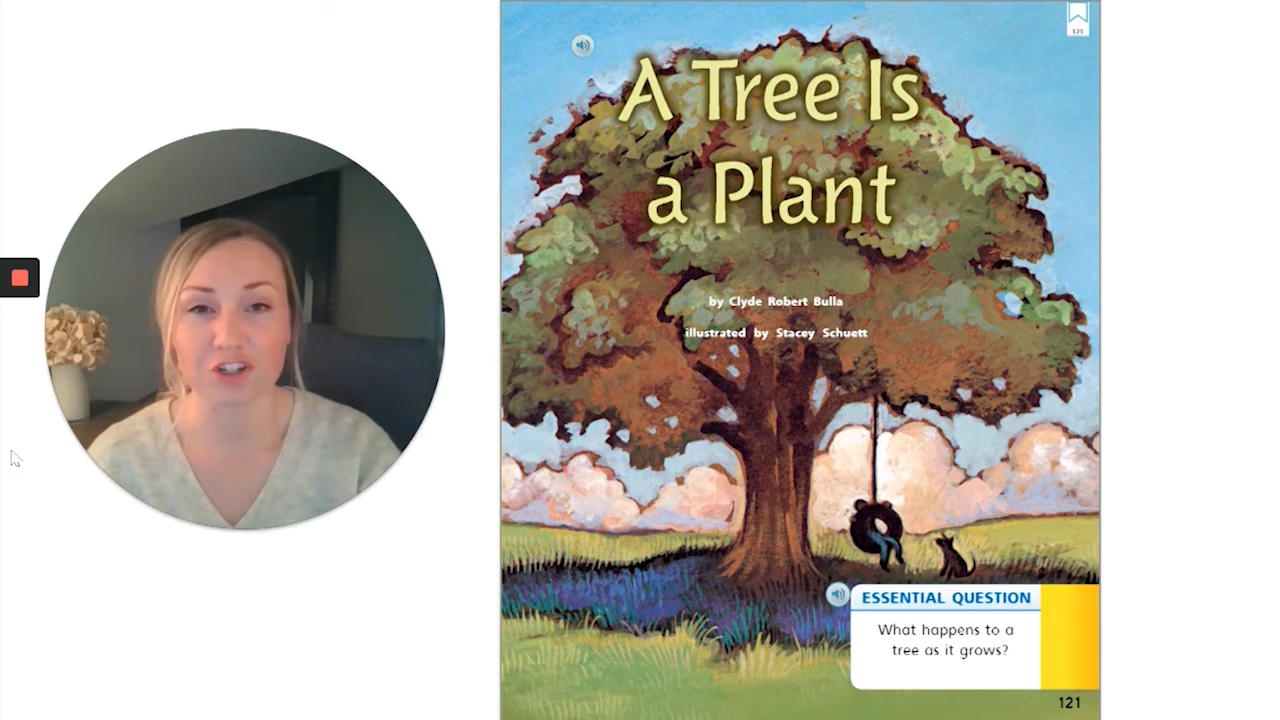 121
A Tree Is
a Plant
by Clyde Robert Bulla
illustrated by Stacey Schuett
ESSENTIAL QUESTION
What happens to a
tree as it grows?
121